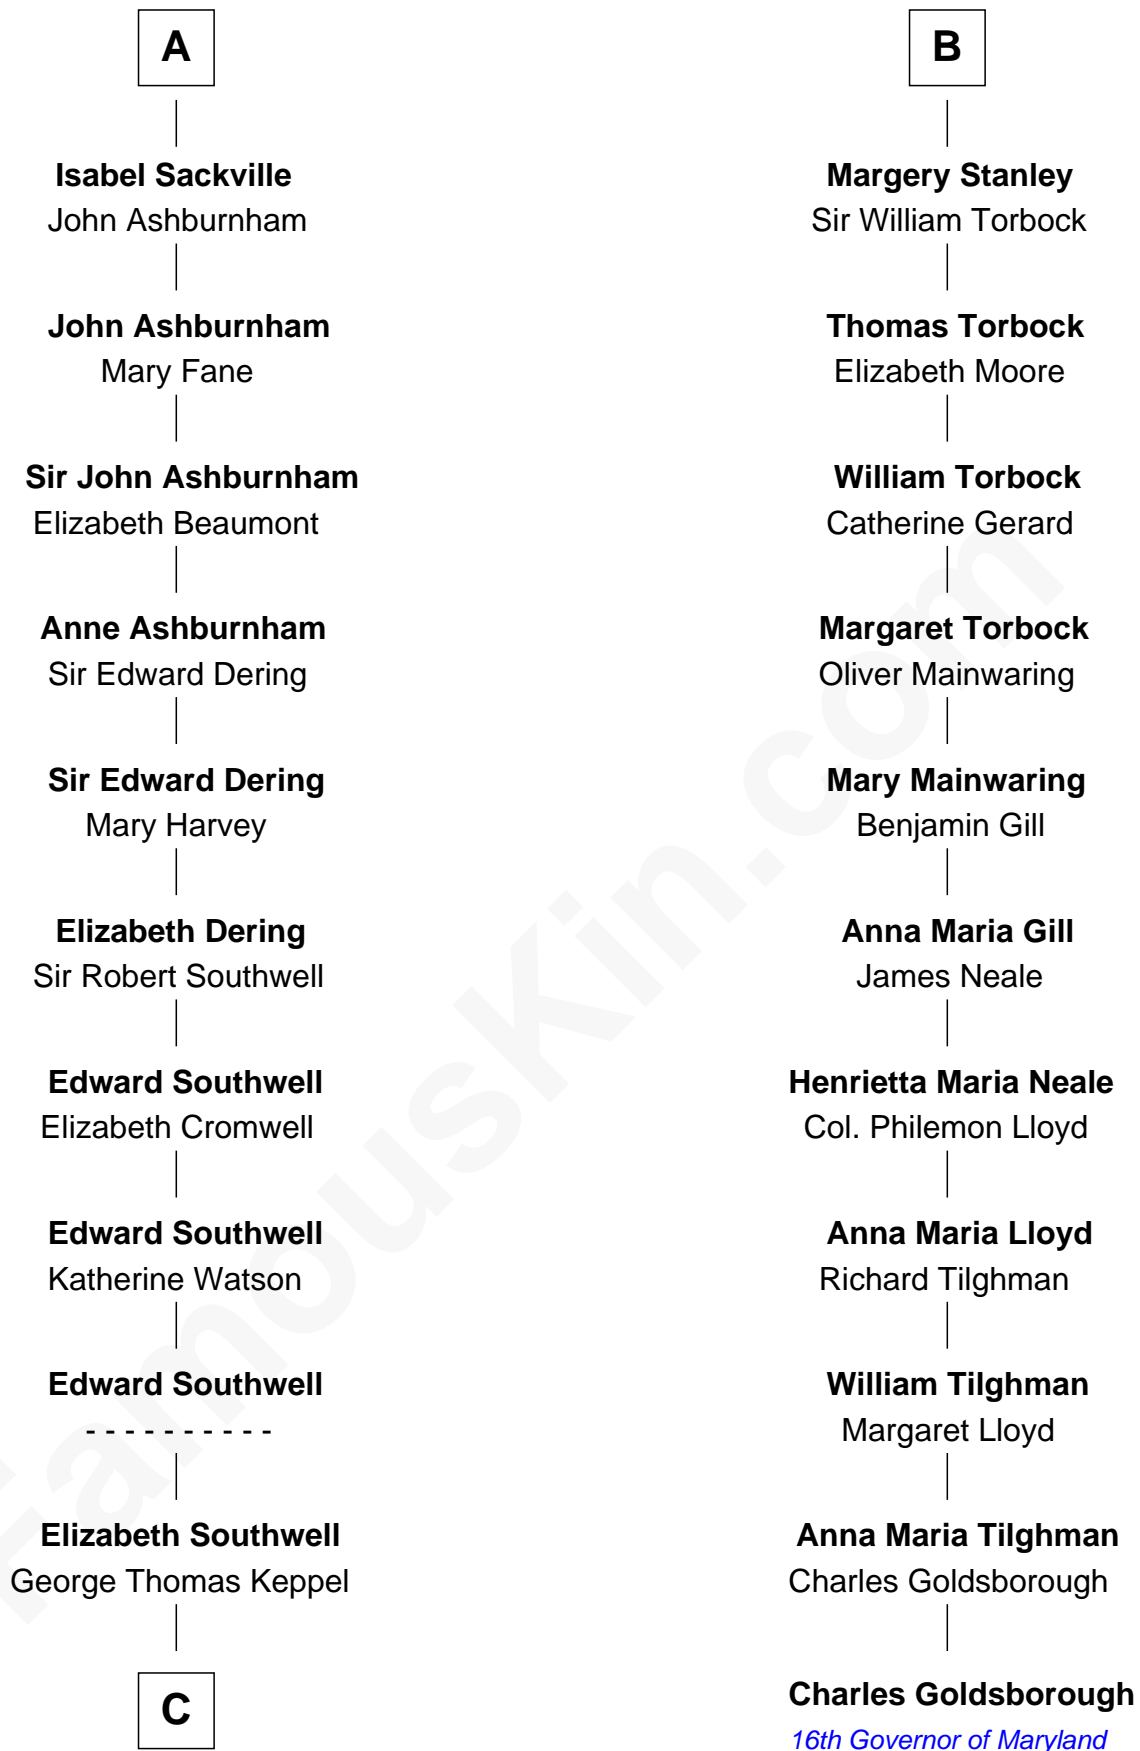 A
Isabel Sackville
John Ashburnham
John Ashburnham
Mary Fane
Sir John Ashburnham
Elizabeth Beaumont
Anne Ashburnham
Sir Edward Dering
Sir Edward Dering
Mary Harvey
Elizabeth Dering
Sir Robert Southwell
Edward Southwell
Elizabeth Cromwell
Edward Southwell
Katherine Watson
Edward Southwell
- - - - - - - - - -
Elizabeth Southwell
George Thomas Keppel
C
B
Margery Stanley
Sir William Torbock
Thomas Torbock
Elizabeth Moore
William Torbock
Catherine Gerard
Margaret Torbock
Oliver Mainwaring
Mary Mainwaring
Benjamin Gill
Anna Maria Gill
James Neale
Henrietta Maria Neale
Col. Philemon Lloyd
Anna Maria Lloyd
Richard Tilghman
William Tilghman
Margaret Lloyd
Anna Maria Tilghman
Charles Goldsborough
Charles Goldsborough
16th Governor of Maryland
FamousKin.com